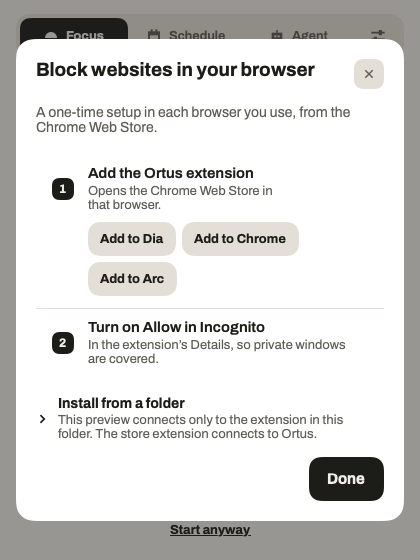 Focus
Schedule
Agent
Block websites in your browser
A one-time setup in each browser you use, from the
Chrome Web Store.
1
Add the Ortus extension
Opens the Chrome Web Store in
that browser.
Add to Dia
Add to Chrome
Add to Arc
2
Turn on Allow in Incognito
In the extension's Details, so private windows
are covered.
Install from a folder
This preview connects only to the extension in this
folder. The store extension connects to Ortus.
Done
Start anyway